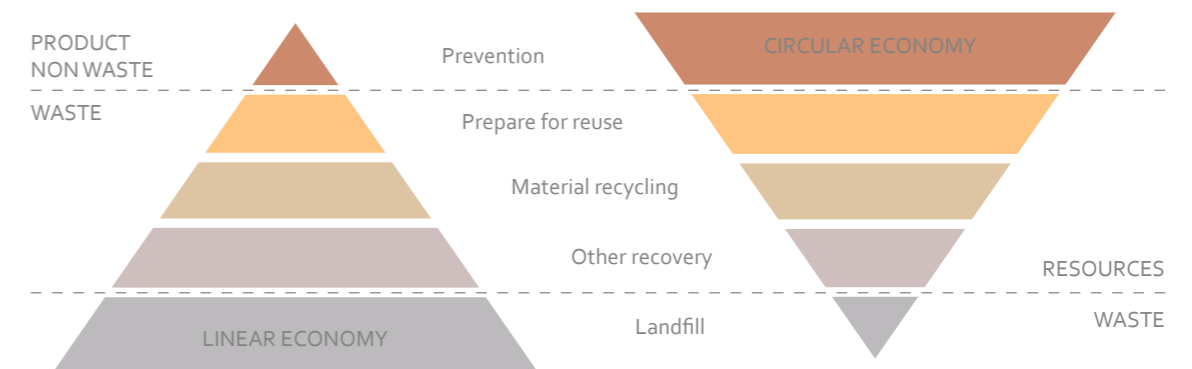 PRODUCT
NON WASTE
WASTE
Prevention
Prepare for reuse
Material recycling
Other recovery
Landfill
LINEAR ECONOMY
CIRCULAR ECONOMY
RESOURCES
WASTE